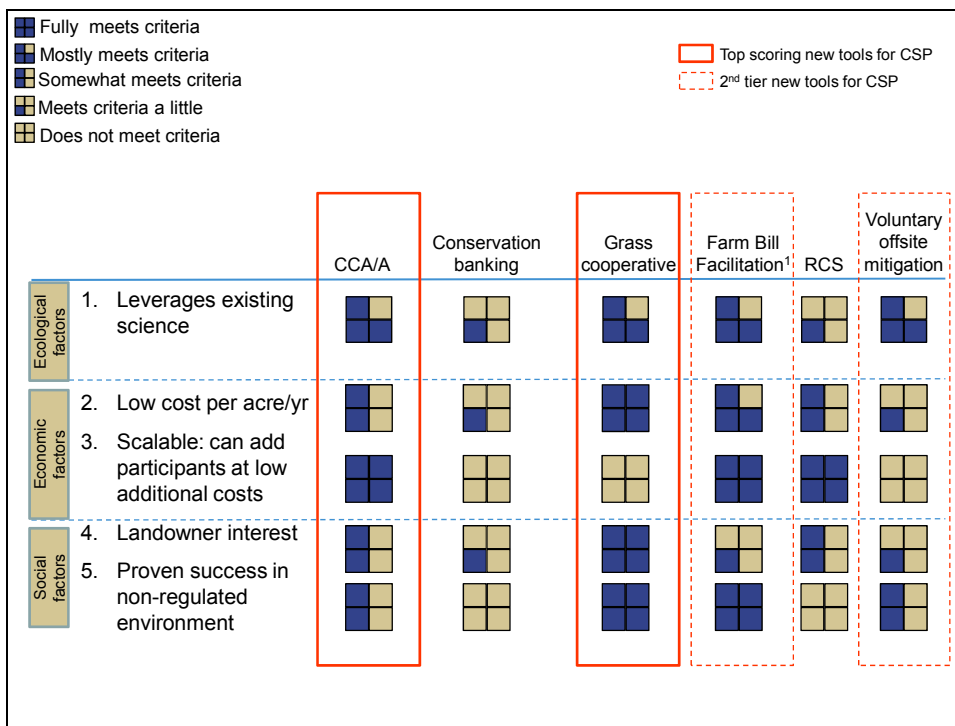 Fully meets criteria
Mostly meets criteria
Somewhat meets criteria
Meets criteria a little
Does not meet criteria
Top scoring new tools for CSP
2nd tier new tools for CSP
CCA/A
Conservation
banking
Grass
cooperative
Farm Bill
Facilitation1
RCS
Voluntary
offsite
mitigation
Ecological
factors
1. Leverages existing
science
Economic
factors
2. Low cost per acre/yr
3. Scalable: can add
participants at low
additional costs
Social
factors
4. Landowner interest
5. Proven success in
non-regulated
environment